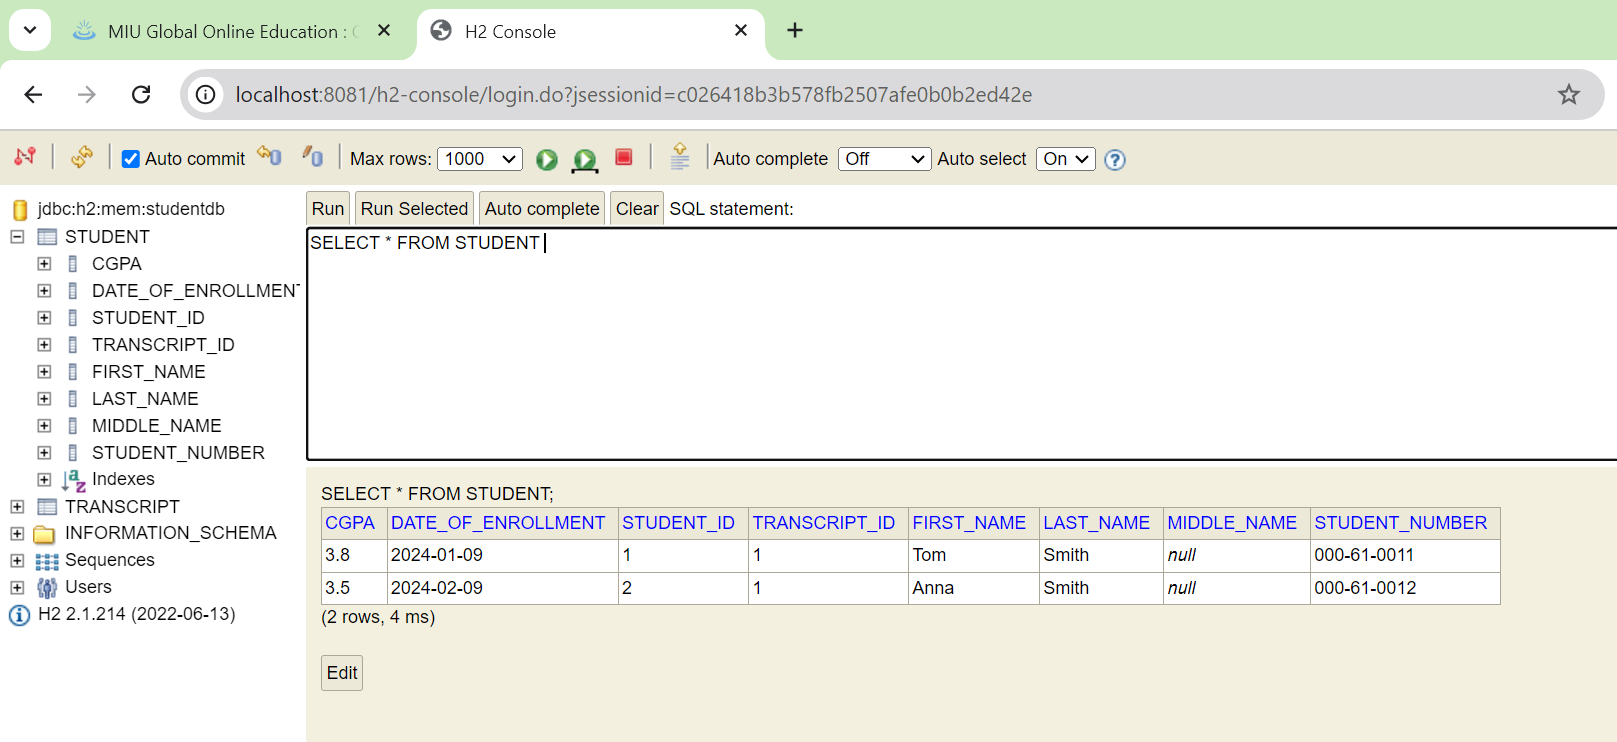 MIU Global Online Education :
H2 Console
localhost:8081/h2-console/login.do?jsessionid=c026418b3b578fb2507afe0b0b2ed42e
Auto commit
Max rows: 1000
Auto complete Off
Auto select On
jdbc:h2:mem:studentdb
STUDENT
CGPA
DATE_OF_ENROLLMENT
STUDENT_ID
TRANSCRIPT_ID
FIRST_NAME
LAST_NAME
MIDDLE_NAME
STUDENT_NUMBER
Indexes
TRANSCRIPT
INFORMATION_SCHEMA
Sequences
Users
H2 2.1.214 (2022-06-13)
Run Run Selected Auto complete Clear SQL statement:
SELECT * FROM STUDENT
SELECT * FROM STUDENT;
CGPA DATE_OF_ENROLLMENT STUDENT_ID TRANSCRIPT_ID FIRST_NAME LAST_NAME MIDDLE_NAME STUDENT_NUMBER
3.8 2024-01-09 1 1 Tom Smith null 000-61-0011
3.5 2024-02-09 2 1 Anna Smith null 000-61-0012
(2 rows, 4 ms)
Edit